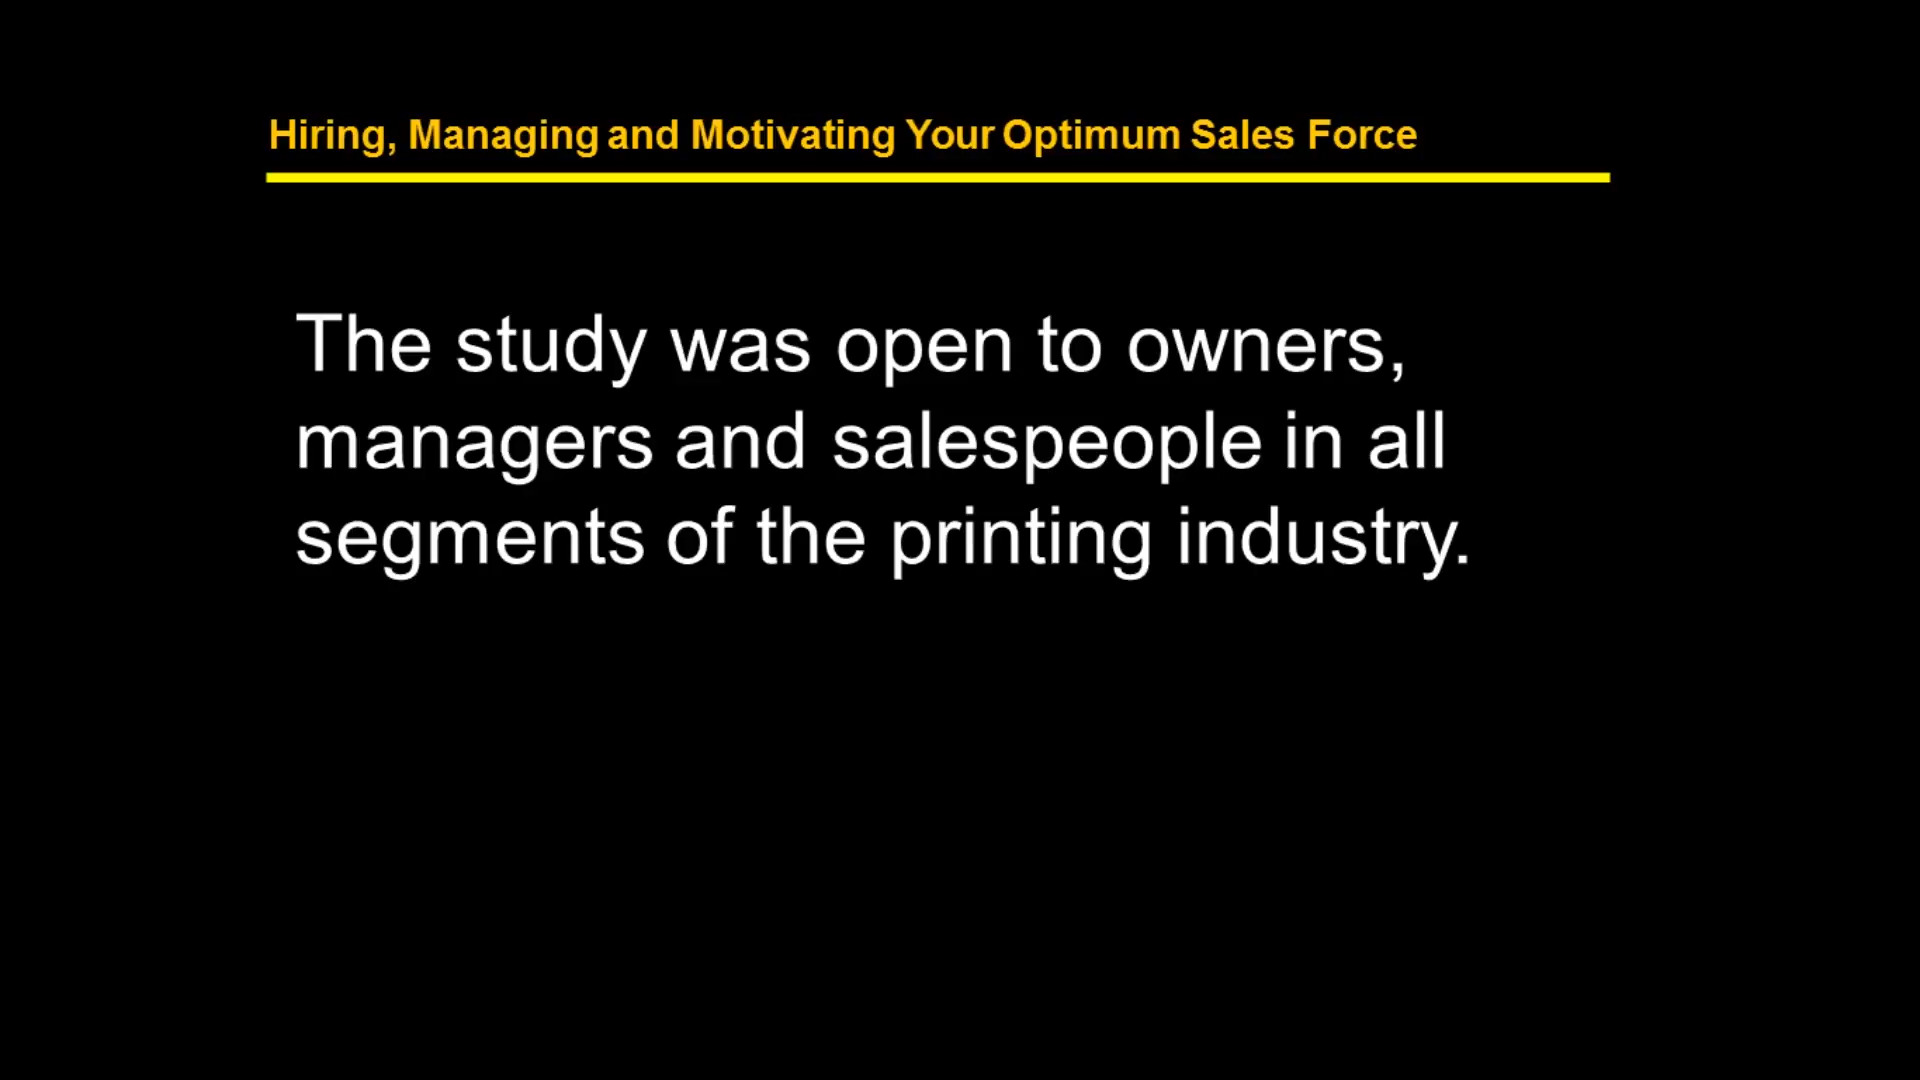 Hiring, Managing and Motivating Your Optimum Sales Force
The study was open to owners,
managers and salespeople in all
segments of the printing industry.